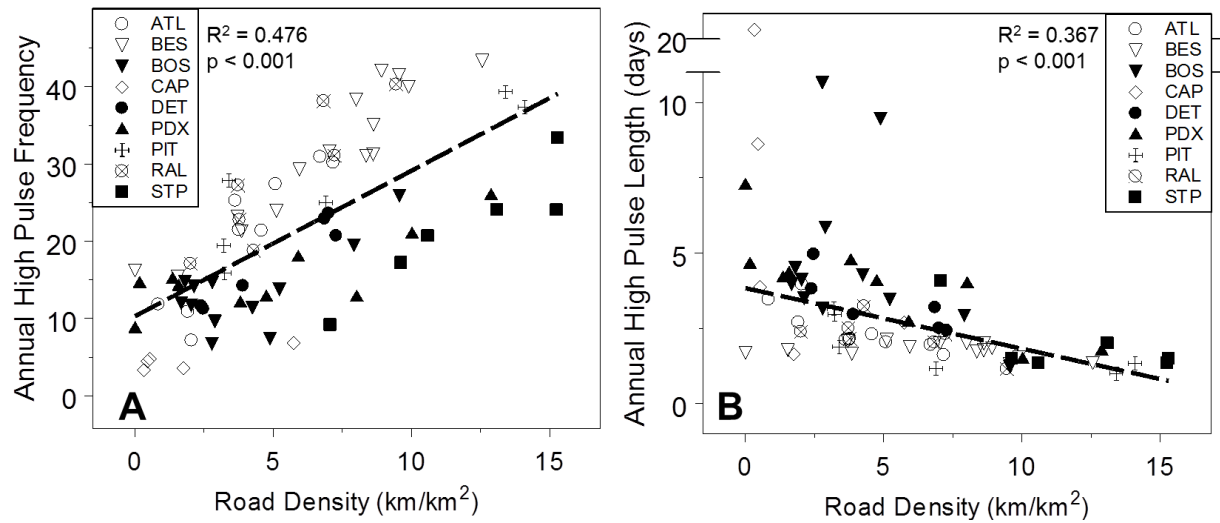 ATL
BES
BOS
CAP
DET
PDX
PIT
RAL
STP
R² = 0.476
p < 0.001
40
30
20
10
0
Annual High Pulse Frequency
A
0 5 10 15
Road Density (km/km²)
ATL
BES
BOS
CAP
DET
PDX
PIT
RAL
STP
R² = 0.367
p < 0.001
20
10
5
0
Annual High Pulse Length (days)
B
0 5 10 15
Road Density (km/km²)